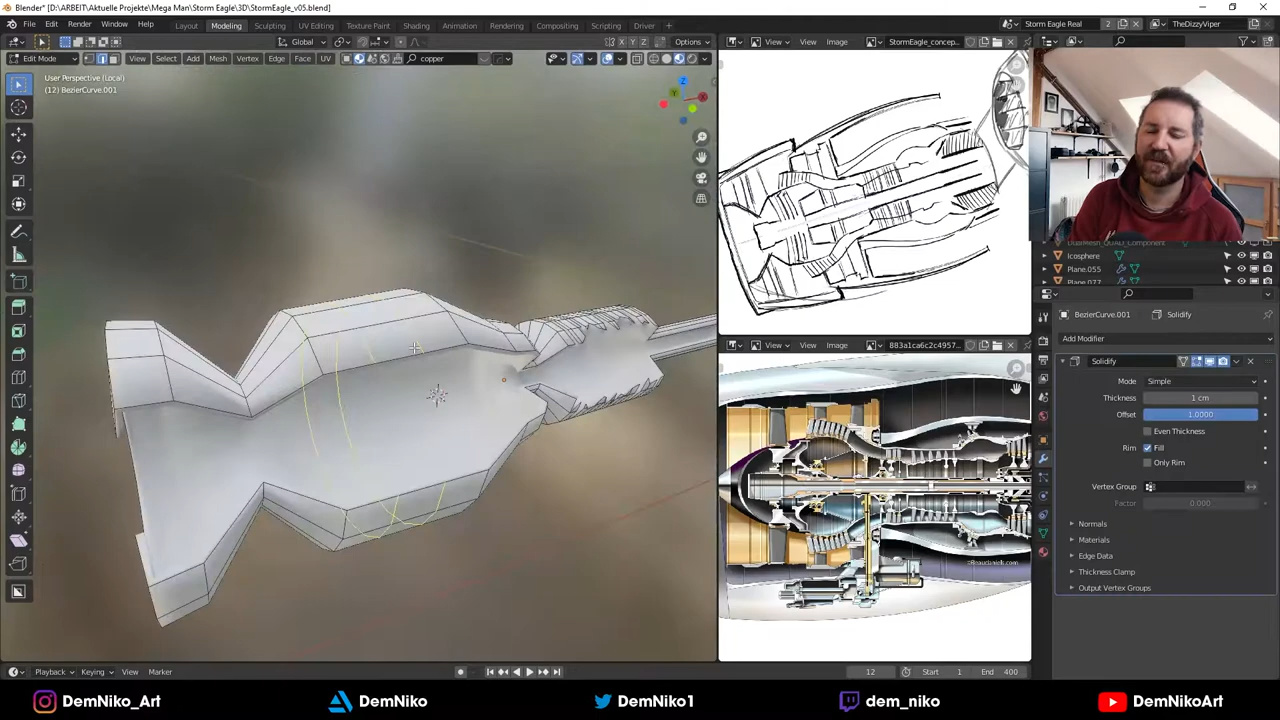 Blender* [D:\ARBEIT\Aktuelle Projekte\Mega Man\Storm Eagle\3D\StormEagle_v05.blend]
File Edit Render Window Help Layout Modeling Sculpting UV Editing Texture Paint Shading Animation Rendering Compositing Scripting Driver + Storm Eagle Real 2 TheDizzyViper
Global Options
View Image StormEagle_concep...
Edit Mode View Select Add Mesh Vertex Edge Face UV copper
User Perspective (Local)
(12) BezierCurve.001
Icosphere
Plane.055
Plane.077
BezierCurve.001 Solidify
Add Modifier
View Image 883a1ca6c2c4957...
Solidify
Mode Simple
Thickness 1 cm
Offset 1.0000
Even Thickness
Rim Fill
Only Rim
Vertex Group
Factor 0.000
Normals
Materials
Edge Data
Thickness Clamp
Output Vertex Groups
Playback Keying View Marker 12 Start 1 End 400
DemNiko_Art DemNiko DemNiko1 dem_niko DemNikoArt